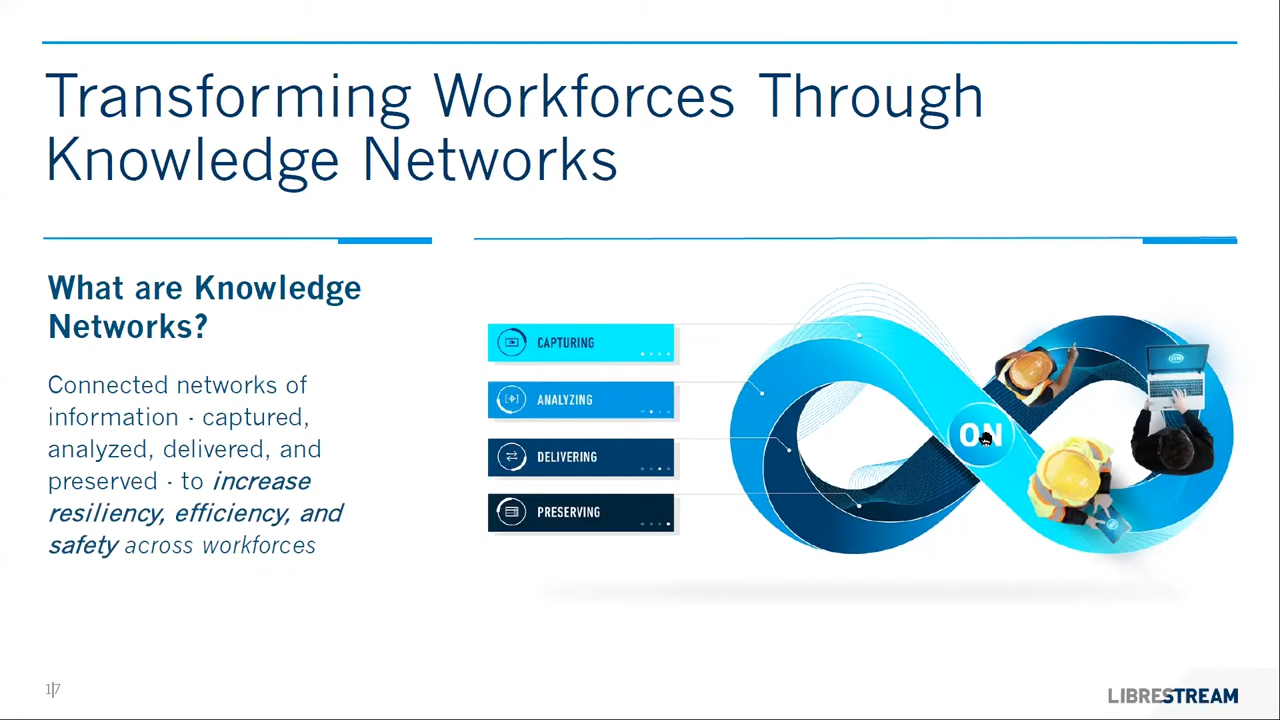 Transforming Workforces Through
Knowledge Networks
What are Knowledge
Networks?
Connected networks of
information - captured,
analyzed, delivered, and
preserved - to increase
resiliency, efficiency, and
safety across workforces
CAPTURING
ANALYZING
DELIVERING
PRESERVING
ON
17
LIBRESTREAM